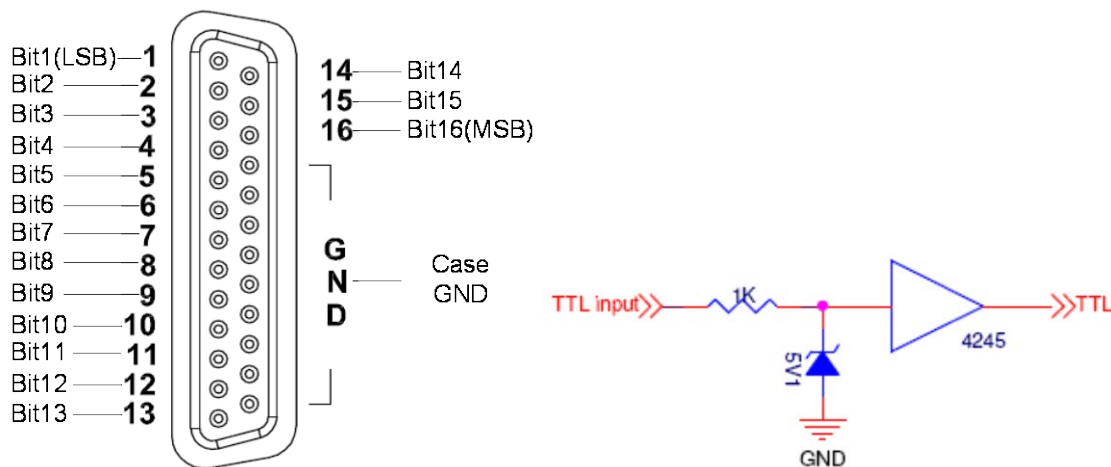 Bit1(LSB) 1
Bit2 2
Bit3 3
Bit4 4
Bit5 5
Bit6 6
Bit7 7
Bit8 8
Bit9 9
Bit10 10
Bit11 11
Bit12 12
Bit13 13
14 Bit14
15 Bit15
16 Bit16(MSB)
G
N
D
Case
GND
TTL input
1K
5V1
GND
4245
TTL